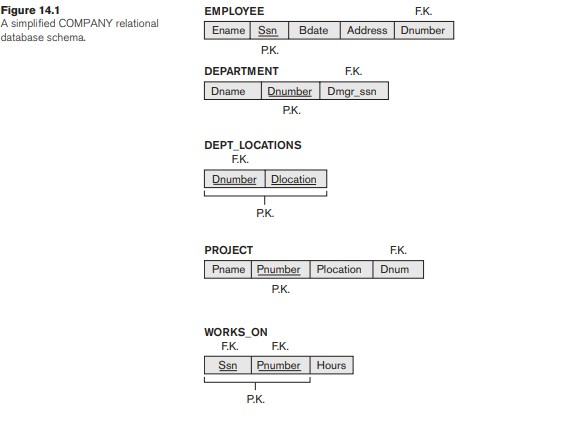 Figure 14.1
A simplified COMPANY relational
database schema.
EMPLOYEE F.K.
Ename Ssn Bdate Address Dnumber
P.K.
DEPARTMENT F.K.
Dname Dnumber Dmgr_ssn
P.K.
DEPT_LOCATIONS
F.K.
Dnumber Dlocation
P.K.
PROJECT F.K.
Pname Pnumber Plocation Dnum
P.K.
WORKS_ON
F.K. F.K.
Ssn Pnumber Hours
P.K.